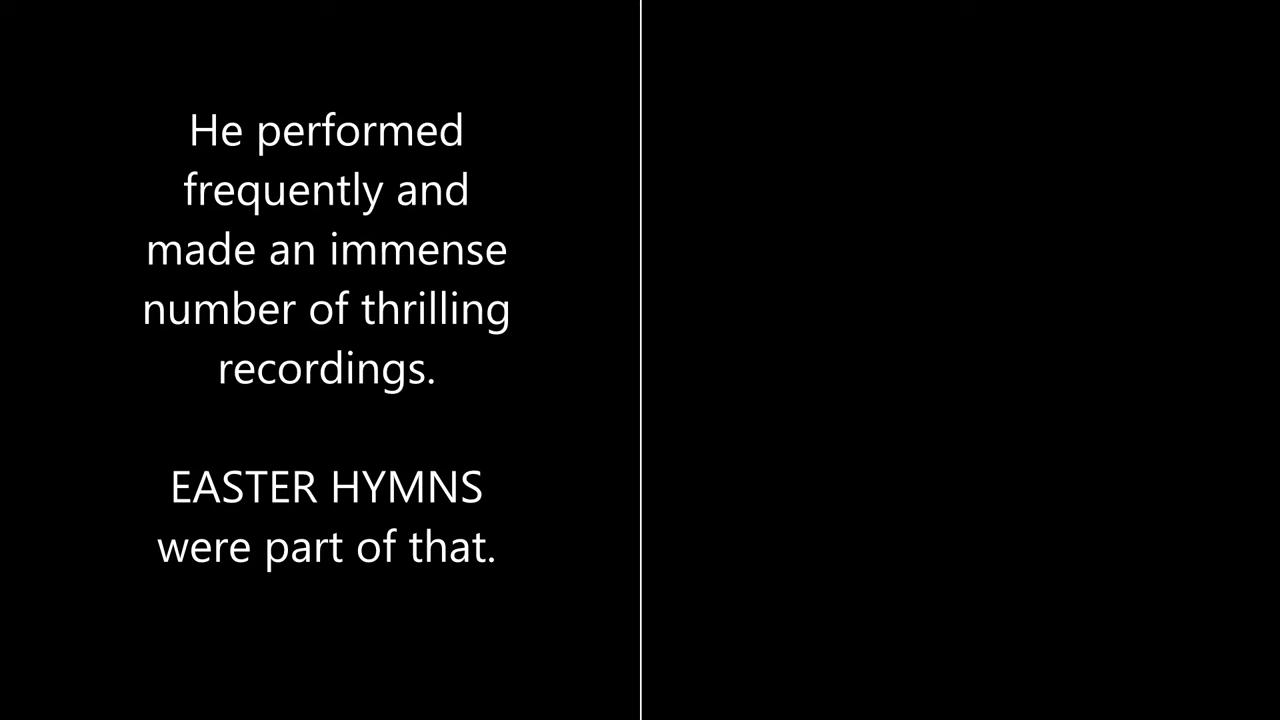 He performed
frequently and
made an immense
number of thrilling
recordings.
EASTER HYMNS
were part of that.